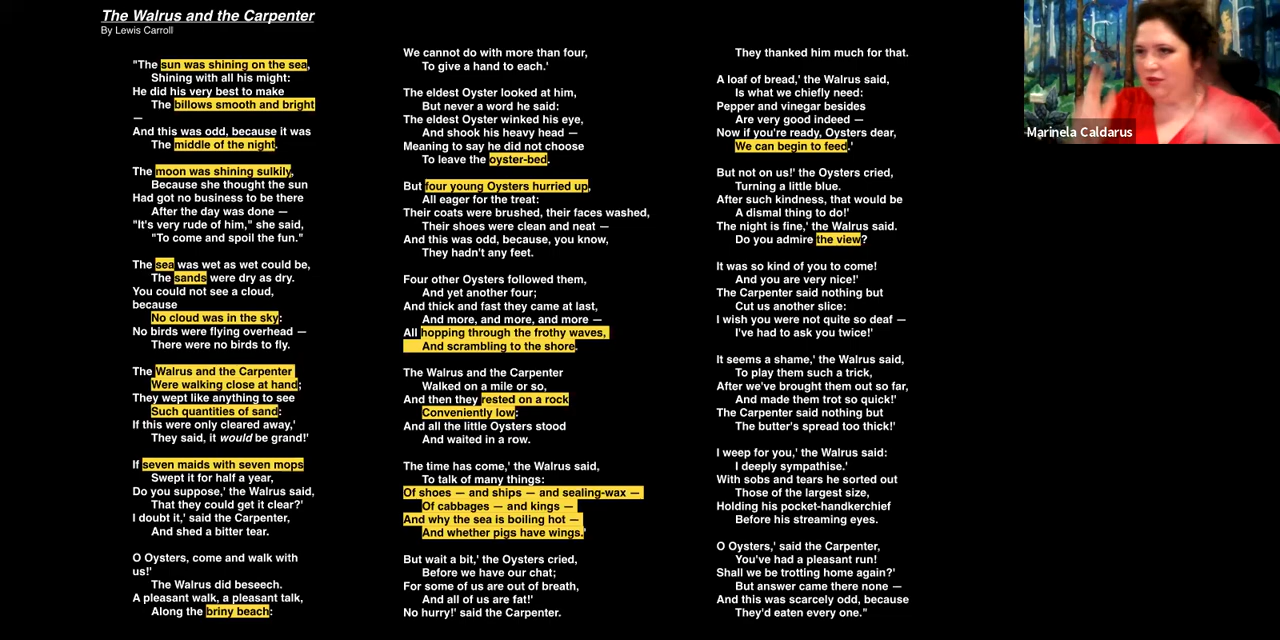 The Walrus and the Carpenter
By Lewis Carroll
"The sun was shining on the sea,
Shining with all his might:
He did his very best to make
The billows smooth and bright
—
And this was odd, because it was
The middle of the night.
The moon was shining sulkily,
Because she thought the sun
Had got no business to be there
After the day was done —
"It's very rude of him," she said,
"To come and spoil the fun."
The sea was wet as wet could be,
The sands were dry as dry.
You could not see a cloud,
because
No cloud was in the sky:
No birds were flying overhead —
There were no birds to fly.
The Walrus and the Carpenter
Were walking close at hand;
They wept like anything to see
Such quantities of sand:
If this were only cleared away,'
They said, it would be grand!'
If seven maids with seven mops
Swept it for half a year,
Do you suppose,' the Walrus said,
That they could get it clear?'
I doubt it,' said the Carpenter,
And shed a bitter tear.
O Oysters, come and walk with
us!'
The Walrus did beseech.
A pleasant walk, a pleasant talk,
Along the briny beach:
We cannot do with more than four,
To give a hand to each.'
The eldest Oyster looked at him,
But never a word he said:
The eldest Oyster winked his eye,
And shook his heavy head —
Meaning to say he did not choose
To leave the oyster-bed.
But four young Oysters hurried up,
All eager for the treat:
Their coats were brushed, their faces washed,
Their shoes were clean and neat —
And this was odd, because, you know,
They hadn't any feet.
Four other Oysters followed them,
And yet another four;
And thick and fast they came at last,
And more, and more, and more —
All hopping through the frothy waves,
And scrambling to the shore.
The Walrus and the Carpenter
Walked on a mile or so,
And then they rested on a rock
Conveniently low:
And all the little Oysters stood
And waited in a row.
The time has come,' the Walrus said,
To talk of many things:
Of shoes — and ships — and sealing-wax —
Of cabbages — and kings —
And why the sea is boiling hot —
And whether pigs have wings.'
But wait a bit,' the Oysters cried,
Before we have our chat;
For some of us are out of breath,
And all of us are fat!'
No hurry!' said the Carpenter.
They thanked him much for that.
A loaf of bread,' the Walrus said,
Is what we chiefly need:
Pepper and vinegar besides
Are very good indeed —
Now if you're ready, Oysters dear,
We can begin to feed.'
But not on us!' the Oysters cried,
Turning a little blue.
After such kindness, that would be
A dismal thing to do!'
The night is fine,' the Walrus said.
Do you admire the view?
It was so kind of you to come!
And you are very nice!'
The Carpenter said nothing but
Cut us another slice:
I wish you were not quite so deaf —
I've had to ask you twice!'
It seems a shame,' the Walrus said,
To play them such a trick,
After we've brought them out so far,
And made them trot so quick!'
The Carpenter said nothing but
The butter's spread too thick!'
I weep for you,' the Walrus said:
I deeply sympathise.'
With sobs and tears he sorted out
Those of the largest size,
Holding his pocket-handkerchief
Before his streaming eyes.
O Oysters,' said the Carpenter,
You've had a pleasant run!
Shall we be trotting home again?'
But answer came there none —
And this was scarcely odd, because
They'd eaten every one."
Marinela Caldarus